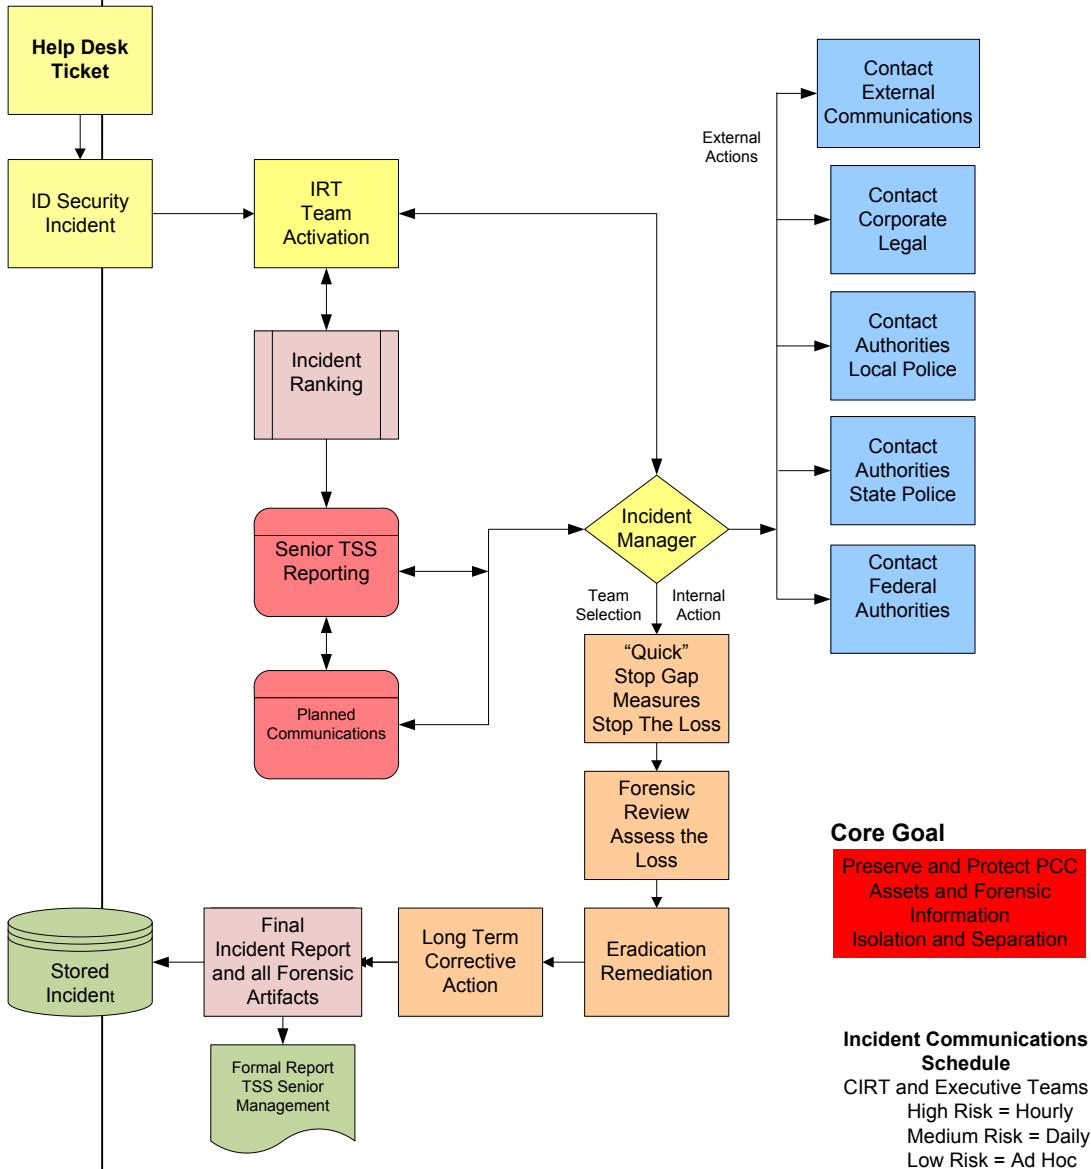 Help Desk
Ticket
ID Security
Incident
IRT
Team
Activation
Incident
Ranking
Senior TSS
Reporting
Planned
Communications
Incident
Manager
External
Actions
Contact
External
Communications
Contact
Corporate
Legal
Contact
Authorities
Local Police
Contact
Authorities
State Police
Contact
Federal
Authorities
Team
Selection
Internal
Action
“Quick”
Stop Gap
Measures
Stop The Loss
Forensic
Review
Assess the
Loss
Eradication
Remediation
Long Term
Corrective
Action
Final
Incident Report
and all Forensic
Artifacts
Stored
Incident
Formal Report
TSS Senior
Management
Core Goal
Preserve and Protect PCC
Assets and Forensic
Information
Isolation and Separation
Incident Communications
Schedule
CIRT and Executive Teams
High Risk = Hourly
Medium Risk = Daily
Low Risk = Ad Hoc